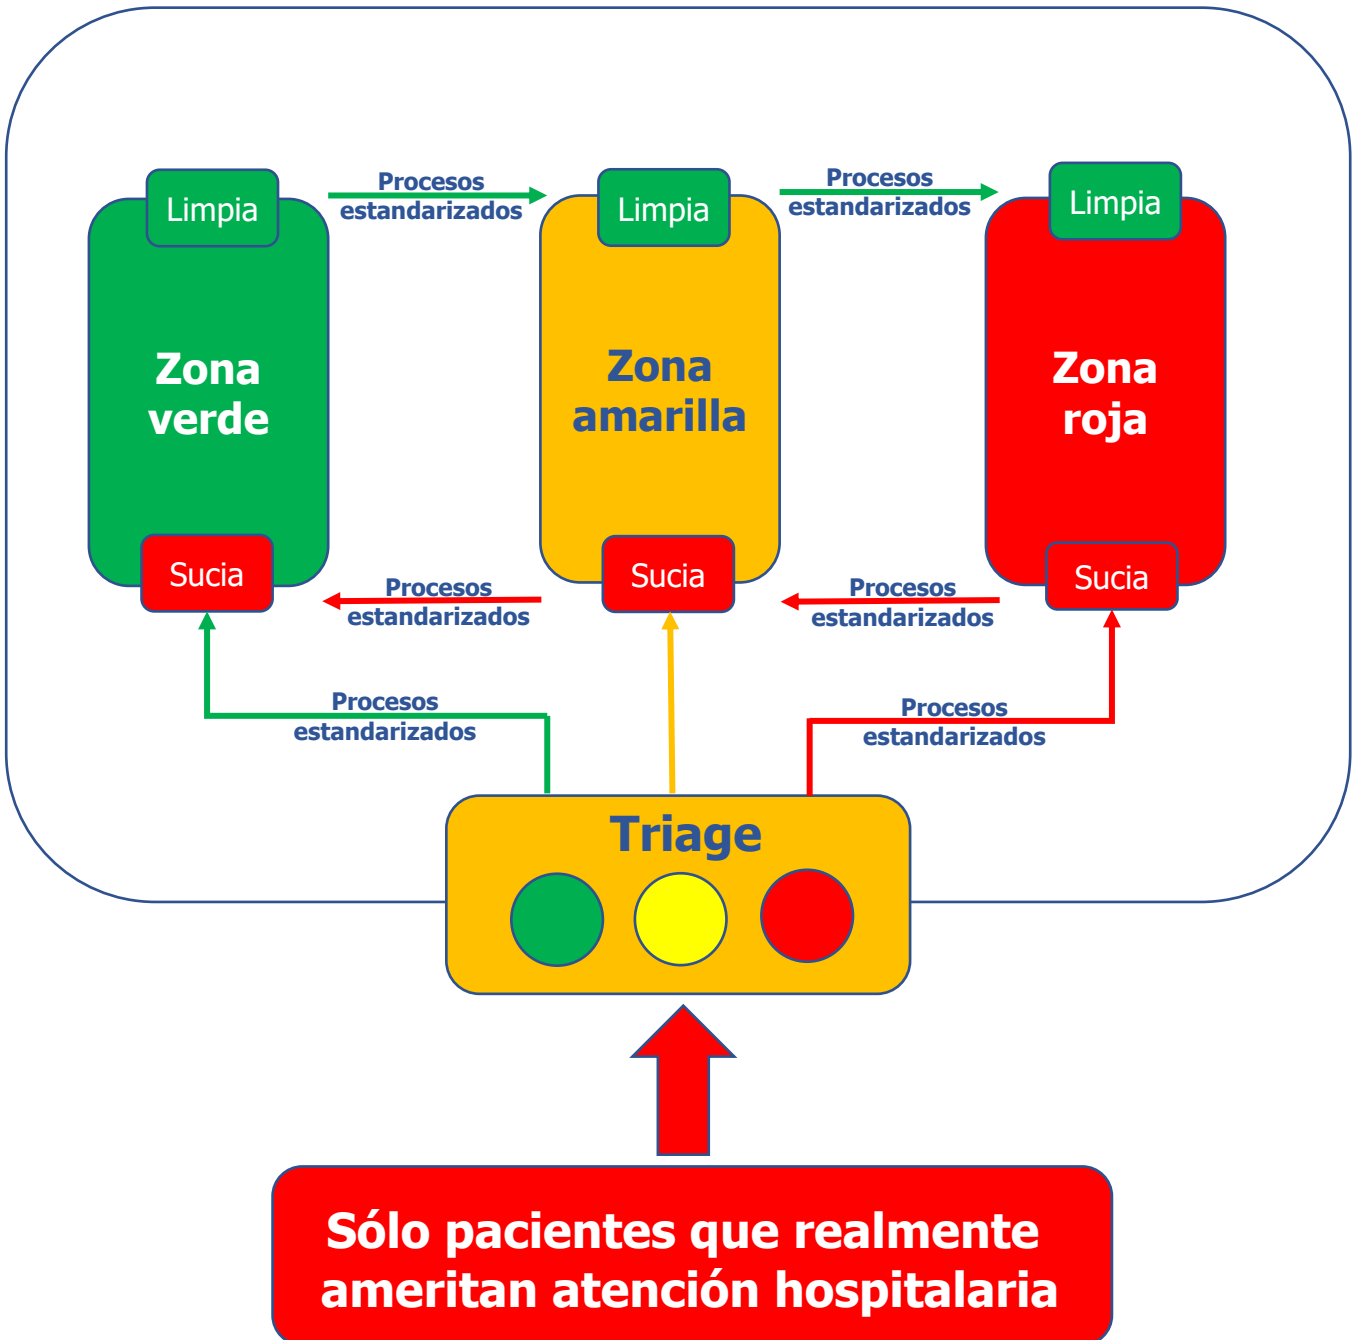 Limpia
Procesos
estandarizados
Limpia
Procesos
estandarizados
Limpia
Zona
verde
Zona
amarilla
Zona
roja
Sucia
Procesos
estandarizados
Sucia
Procesos
estandarizados
Sucia
Procesos
estandarizados
Procesos
estandarizados
Triage
Sólo pacientes que realmente
ameritan atención hospitalaria